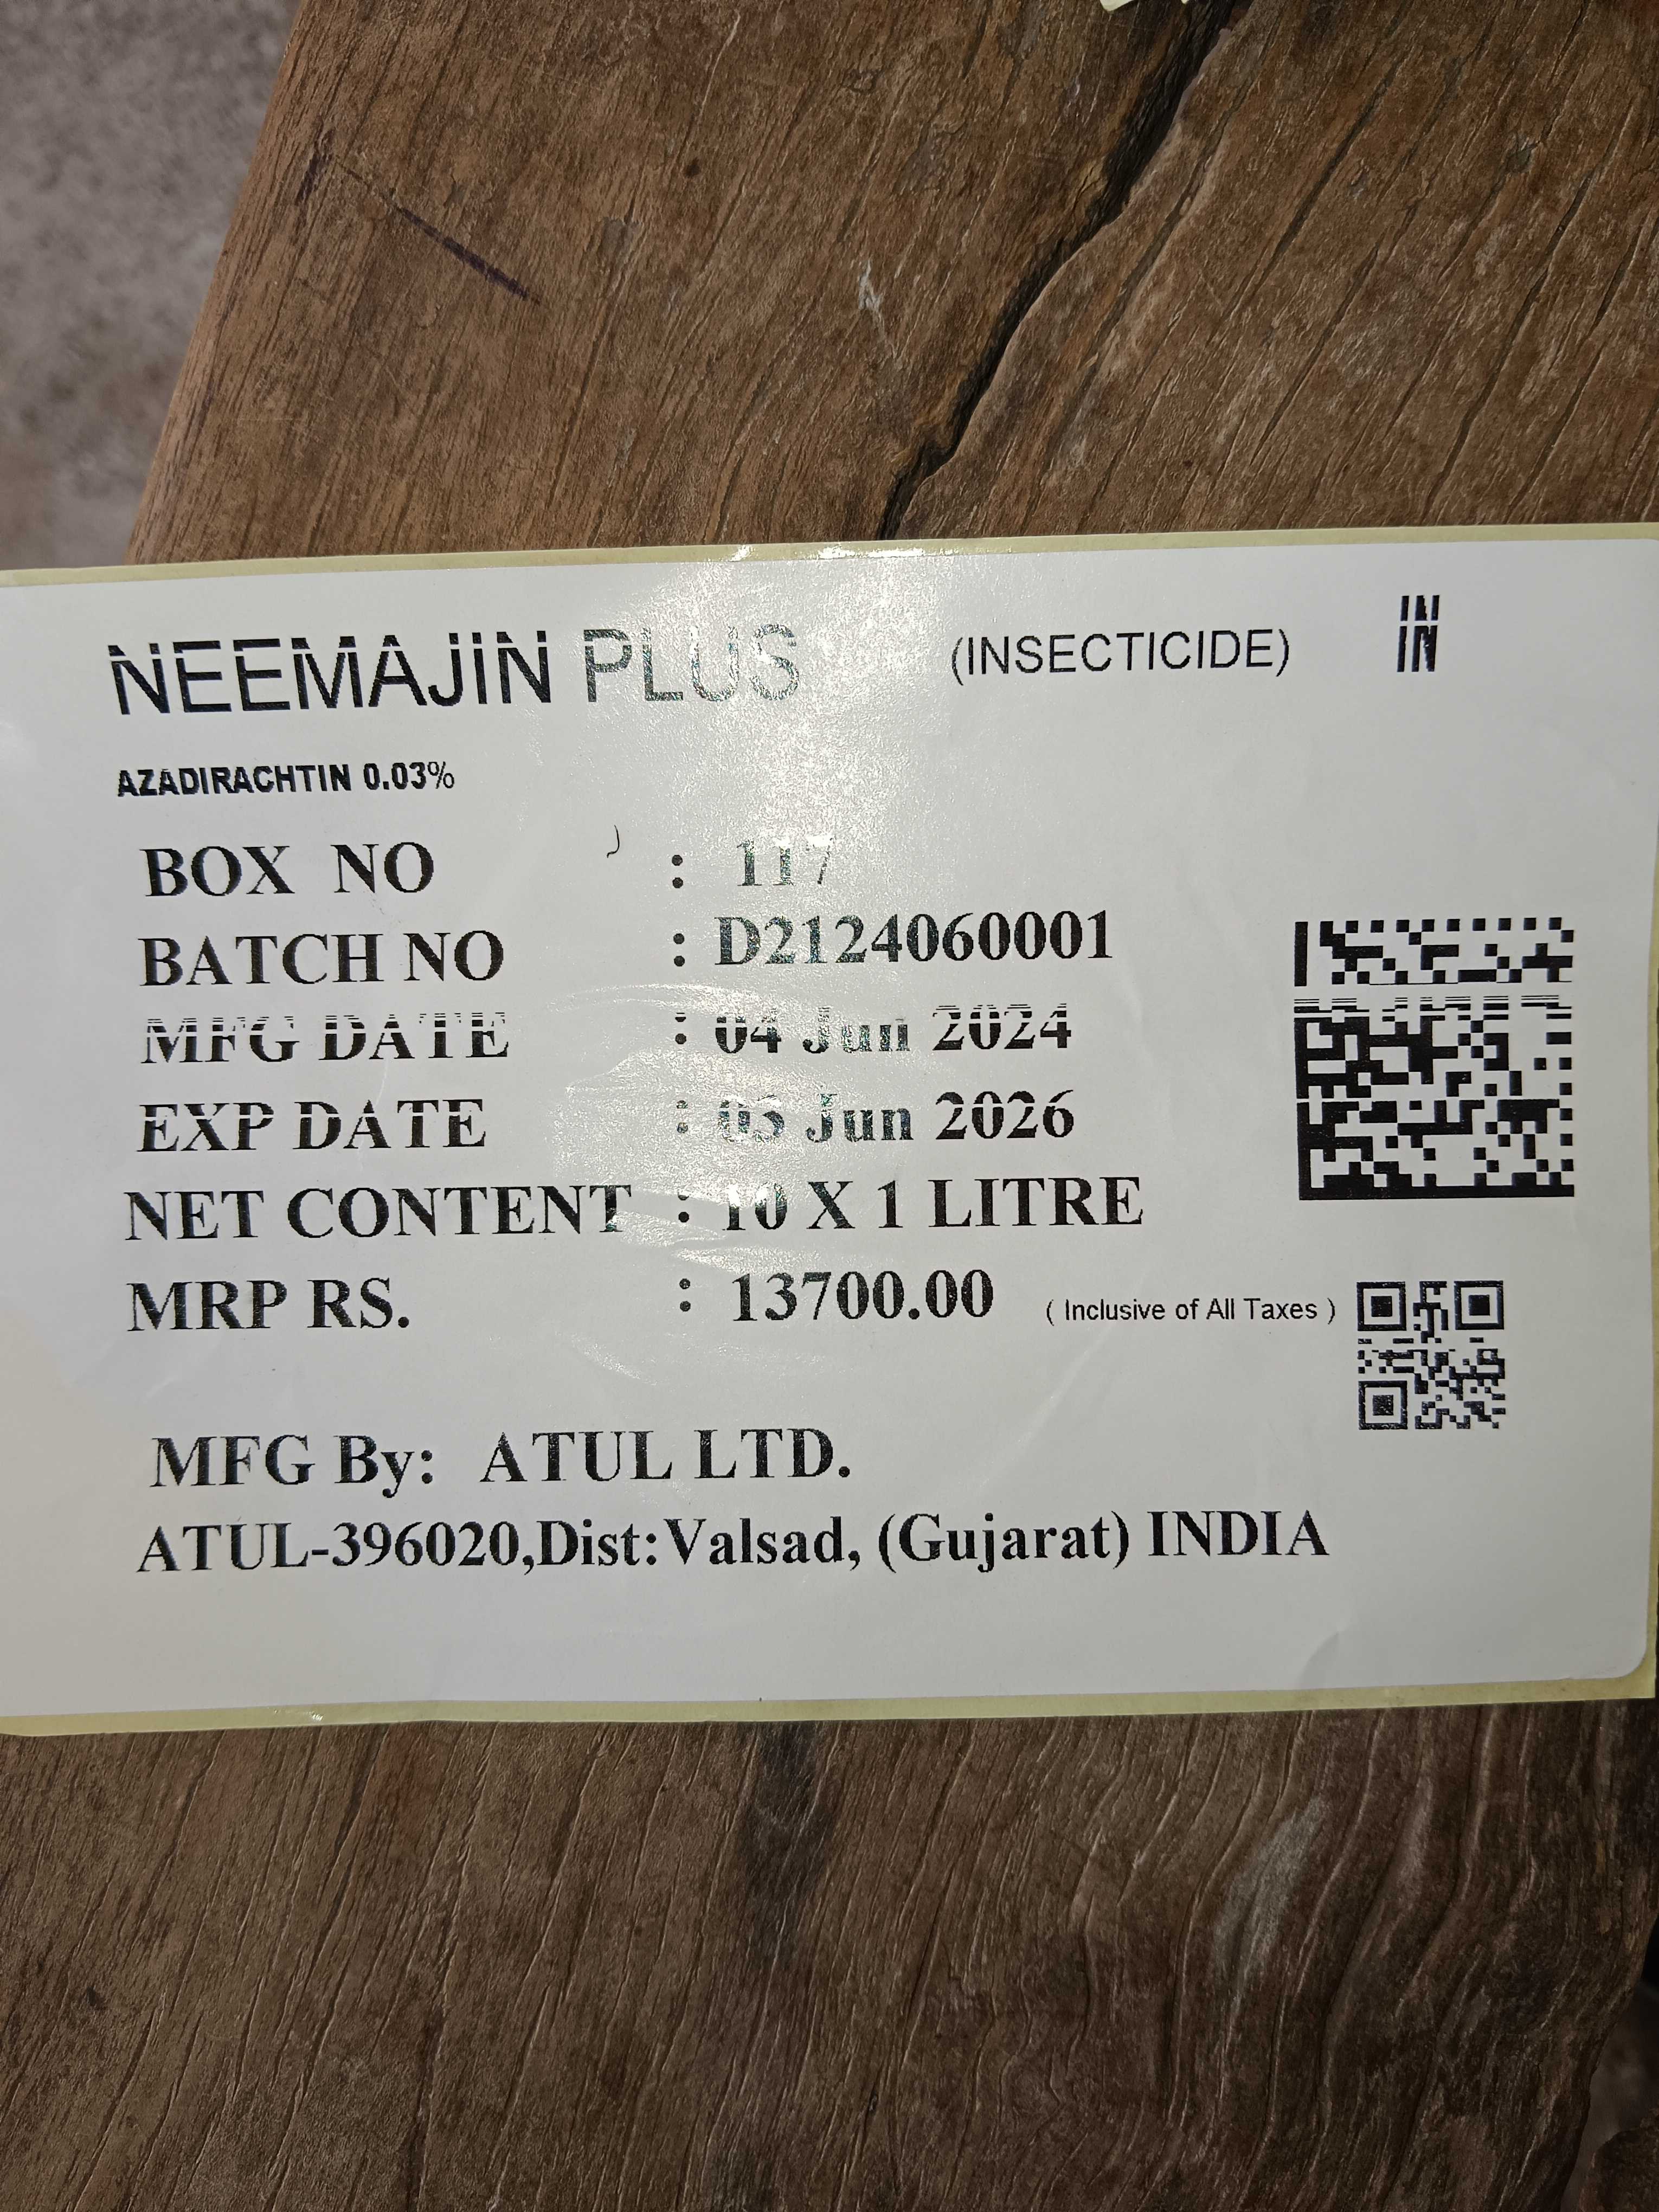 NEEMAJIN PLUS (INSECTICIDE) IN
AZADIRACHTIN 0.03%
BOX NO : 117
BATCH NO : D2124060001
MFG DATE : 04 Jun 2024
EXP DATE : 03 Jun 2026
NET CONTENT : 10 X 1 LITRE
MRP RS. : 13700.00 ( Inclusive of All Taxes )
MFG By: ATUL LTD.
ATUL-396020,Dist:Valsad, (Gujarat) INDIA